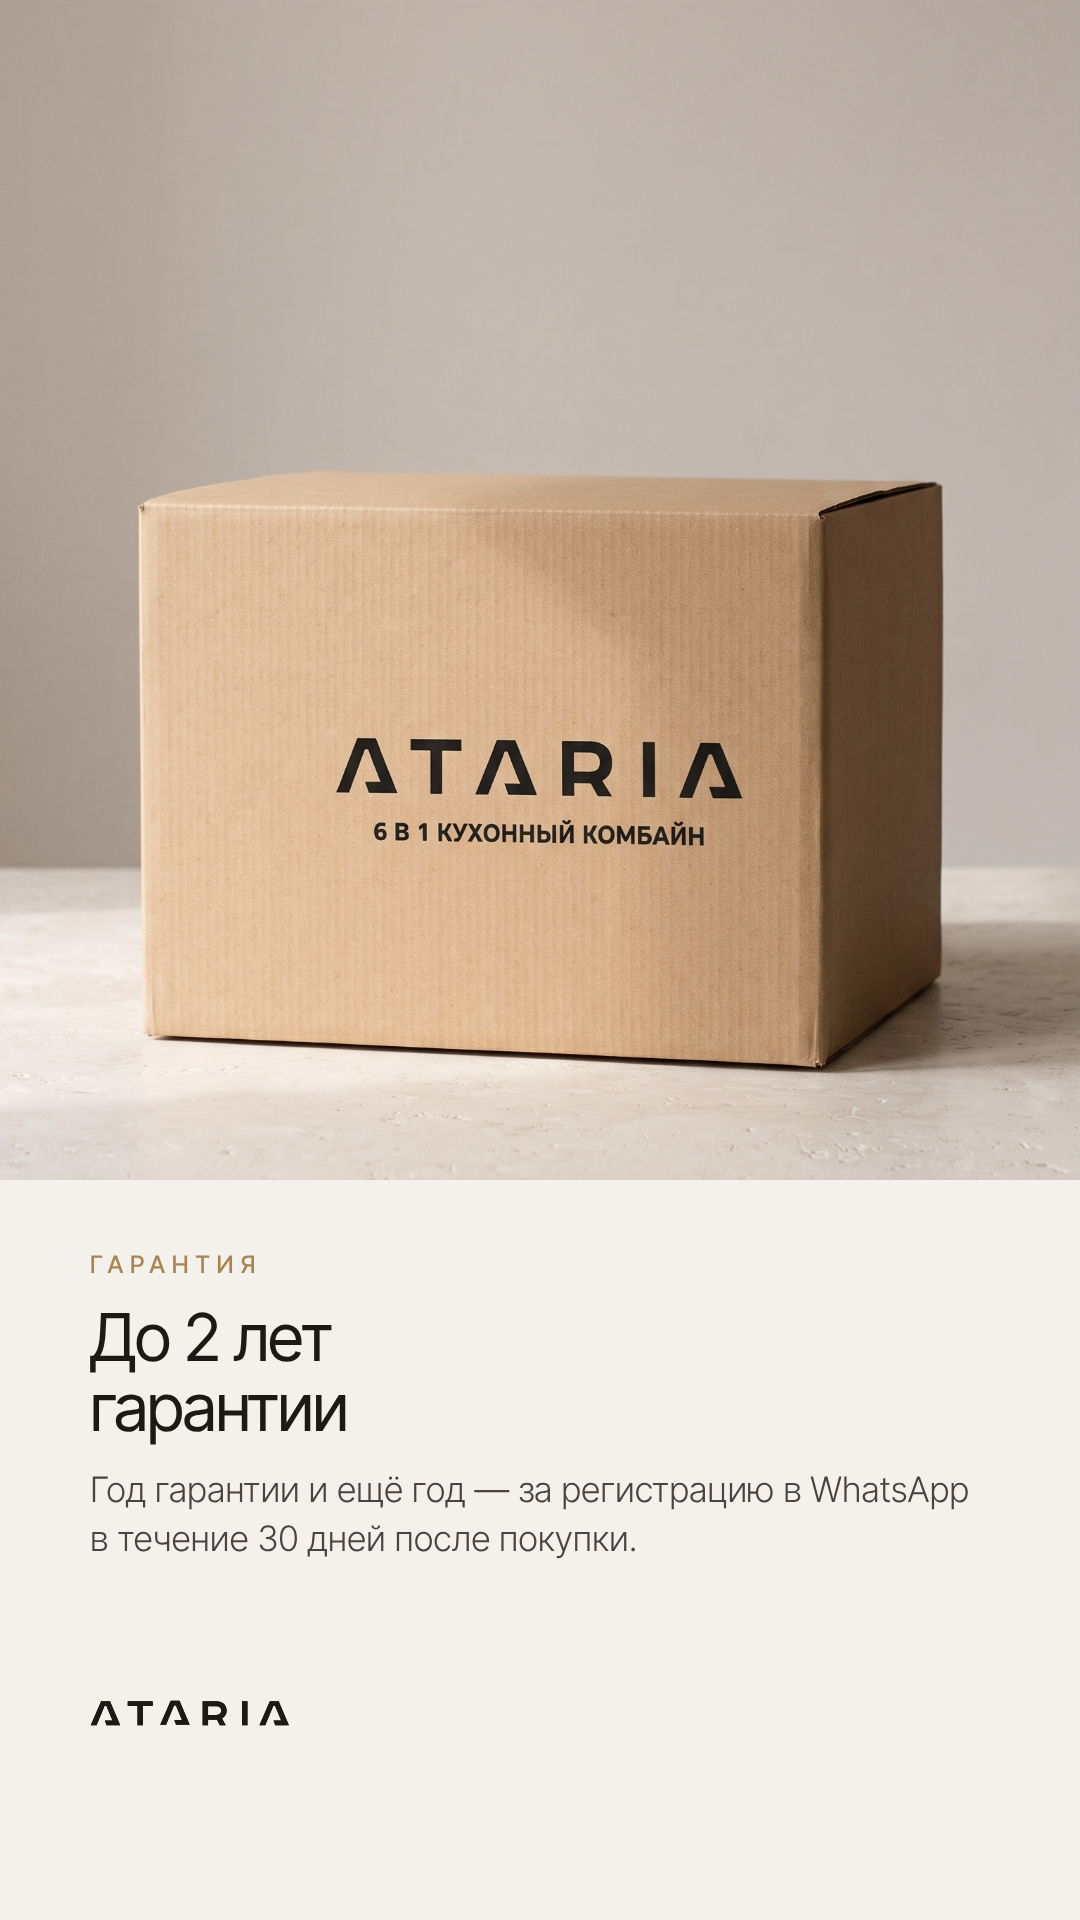 ATARIA
6 В 1 КУХОННЫЙ КОМБАЙН
ГАРАНТИЯ
До 2 лет
гарантии
Год гарантии и ещё год — за регистрацию в WhatsApp
в течение 30 дней после покупки.
ATARIA